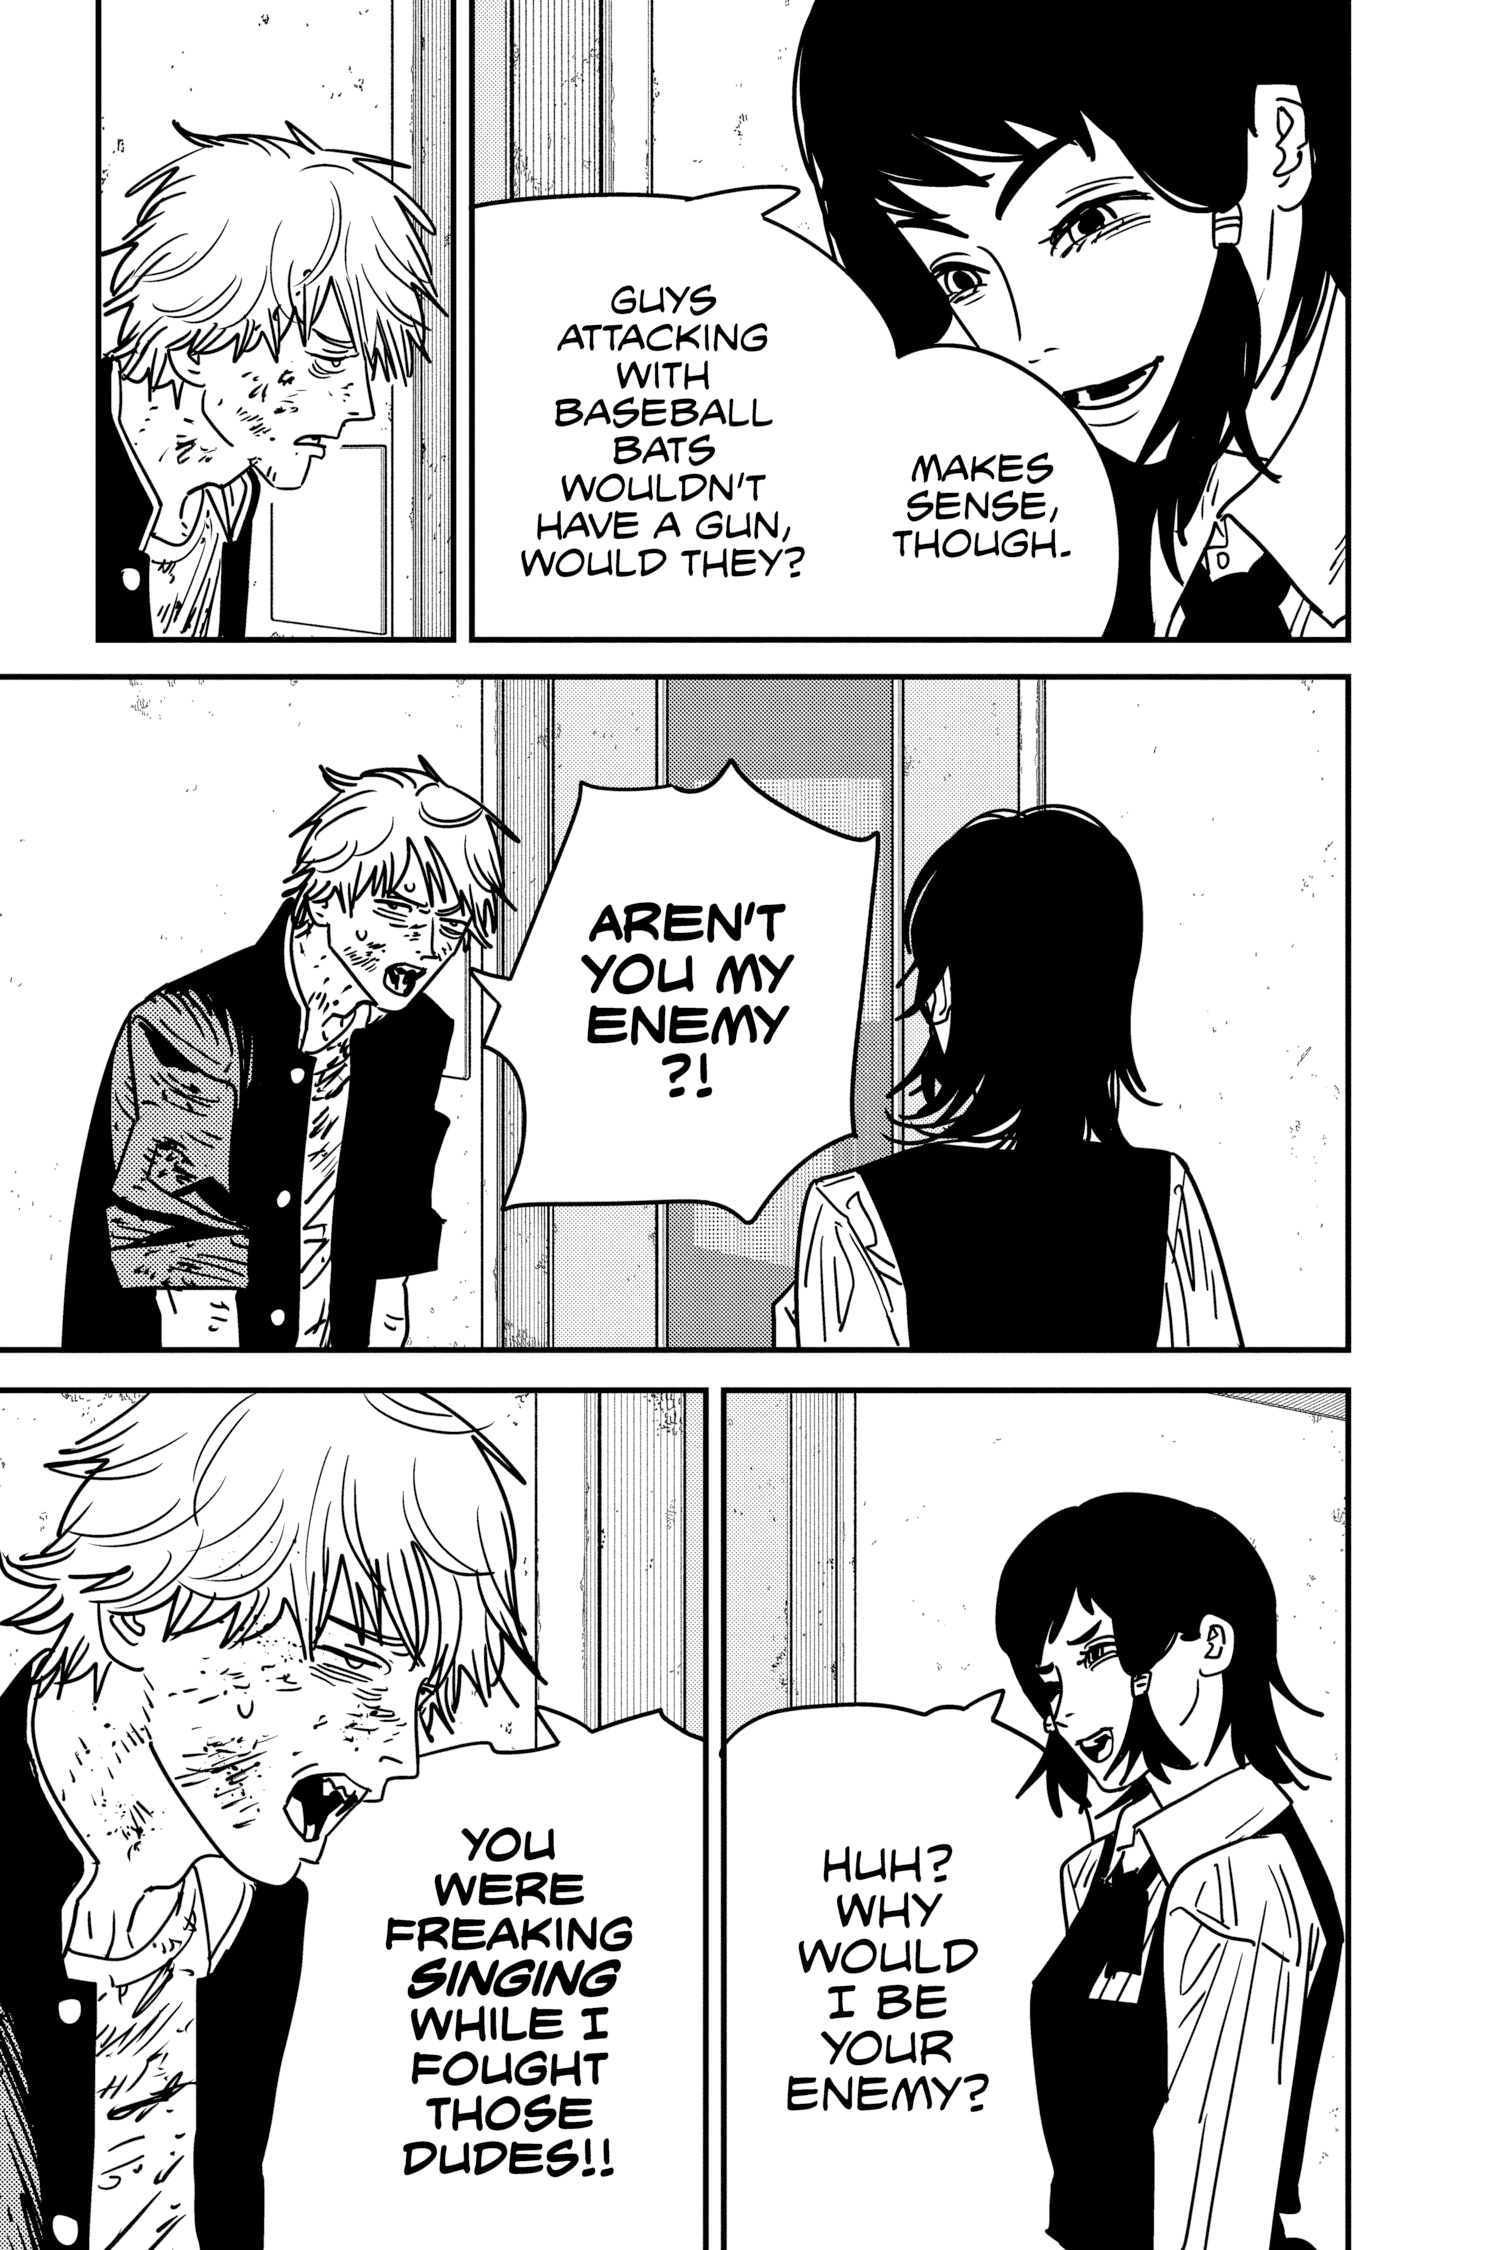 MAKES
SENSE,
THOUGH.
GUYS
ATTACKING
WITH
BASEBALL
BATS
WOULDN'T
HAVE A GUN,
WOULD THEY?
AREN'T
YOU MY
ENEMY
?!
HUH?
WHY
WOULD
I BE
YOUR
ENEMY?
YOU
WERE
FREAKING
SINGING
WHILE I
FOUGHT
THOSE
DUDES!!